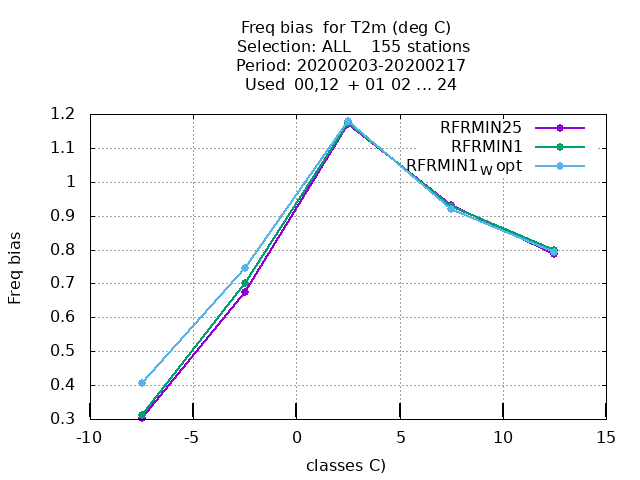 Freq bias  for T2m (deg C)
Selection: ALL    155 stations
Period: 20200203-20200217
Used  00,12  + 01 02 ... 24
1.2
1.1
1
0.9
0.8
0.7
0.6
0.5
0.4
0.3
Freq bias
RFRMIN25
RFRMIN1
RFRMIN1W opt
-10 -5 0 5 10 15
classes C)